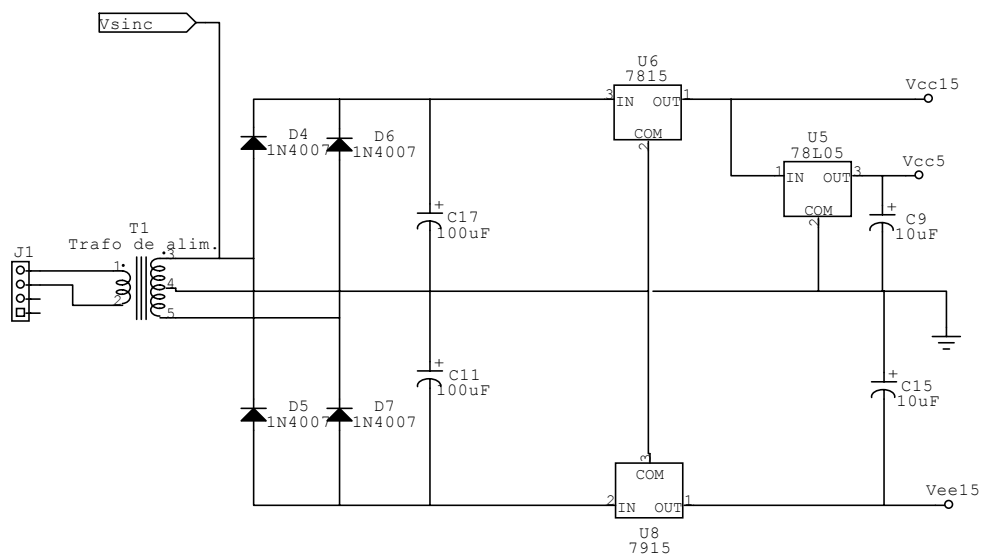 Vsinc
U6
7815
3 IN OUT 1
COM
2
Vcc15
D4
1N4007
D6
1N4007
U5
78L05
1 IN OUT 3
COM
2
Vcc5
+
C17
100uF
+
C9
10uF
T1
Trafo de alim.
J1
1
2
3
4
5
+
C11
100uF
+
C15
10uF
D5
1N4007
D7
1N4007
3
COM
2 IN OUT 1
Vee15
U8
7915